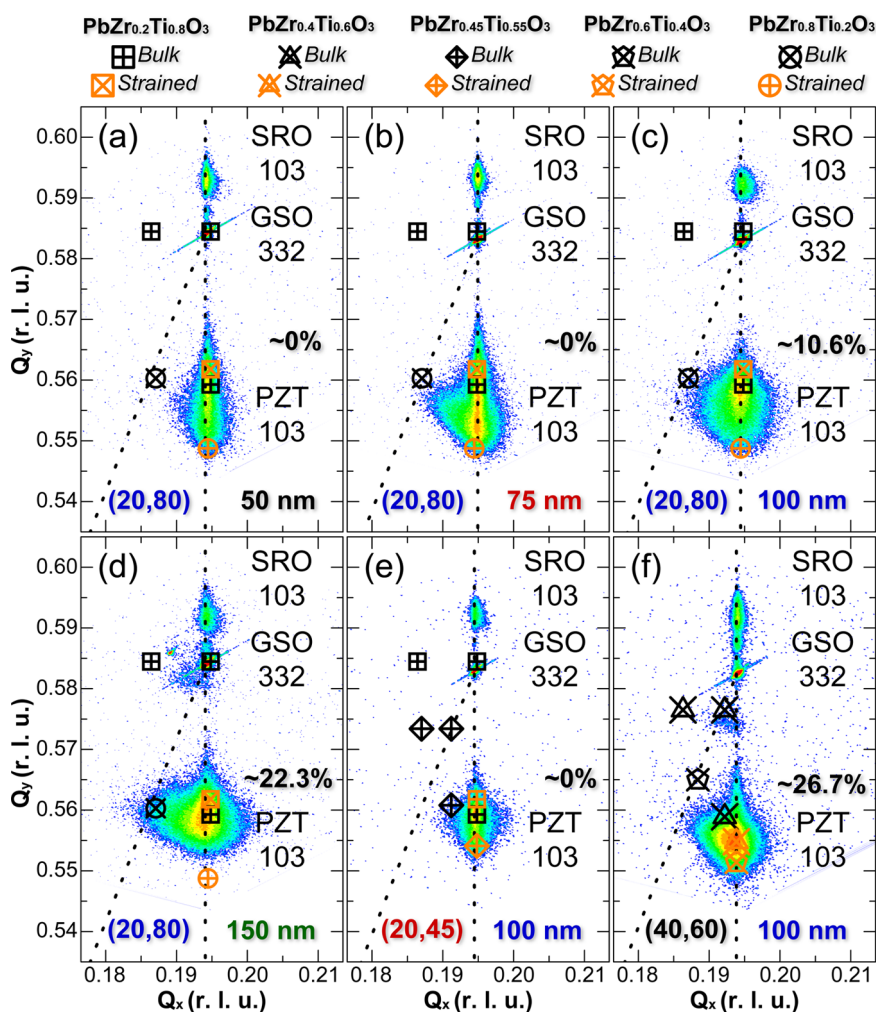 PbZr0.2Ti0.8O3 PbZr0.4Ti0.6O3 PbZr0.45Ti0.55O3 PbZr0.6Ti0.4O3 PbZr0.8Ti0.2O3
Bulk Bulk Bulk Bulk Bulk
Strained Strained Strained Strained Strained
(a) SRO 103
GSO 332
~0%
PZT 103
(20,80) 50 nm
(b) SRO 103
GSO 332
~0%
PZT 103
(20,80) 75 nm
(c) SRO 103
GSO 332
~10.6%
PZT 103
(20,80) 100 nm
0.60
0.59
0.58
0.57
0.56
0.55
0.54
Qy (r. l. u.)
(d) SRO 103
GSO 332
~22.3%
PZT 103
(20,80) 150 nm
(e) SRO 103
GSO 332
~0%
PZT 103
(20,45) 100 nm
(f) SRO 103
GSO 332
~26.7%
PZT 103
(40,60) 100 nm
0.60
0.59
0.58
0.57
0.56
0.55
0.54
Qy (r. l. u.)
0.18 0.19 0.20 0.21 0.18 0.19 0.20 0.21 0.18 0.19 0.20 0.21
Qx (r. l. u.) Qx (r. l. u.) Qx (r. l. u.)